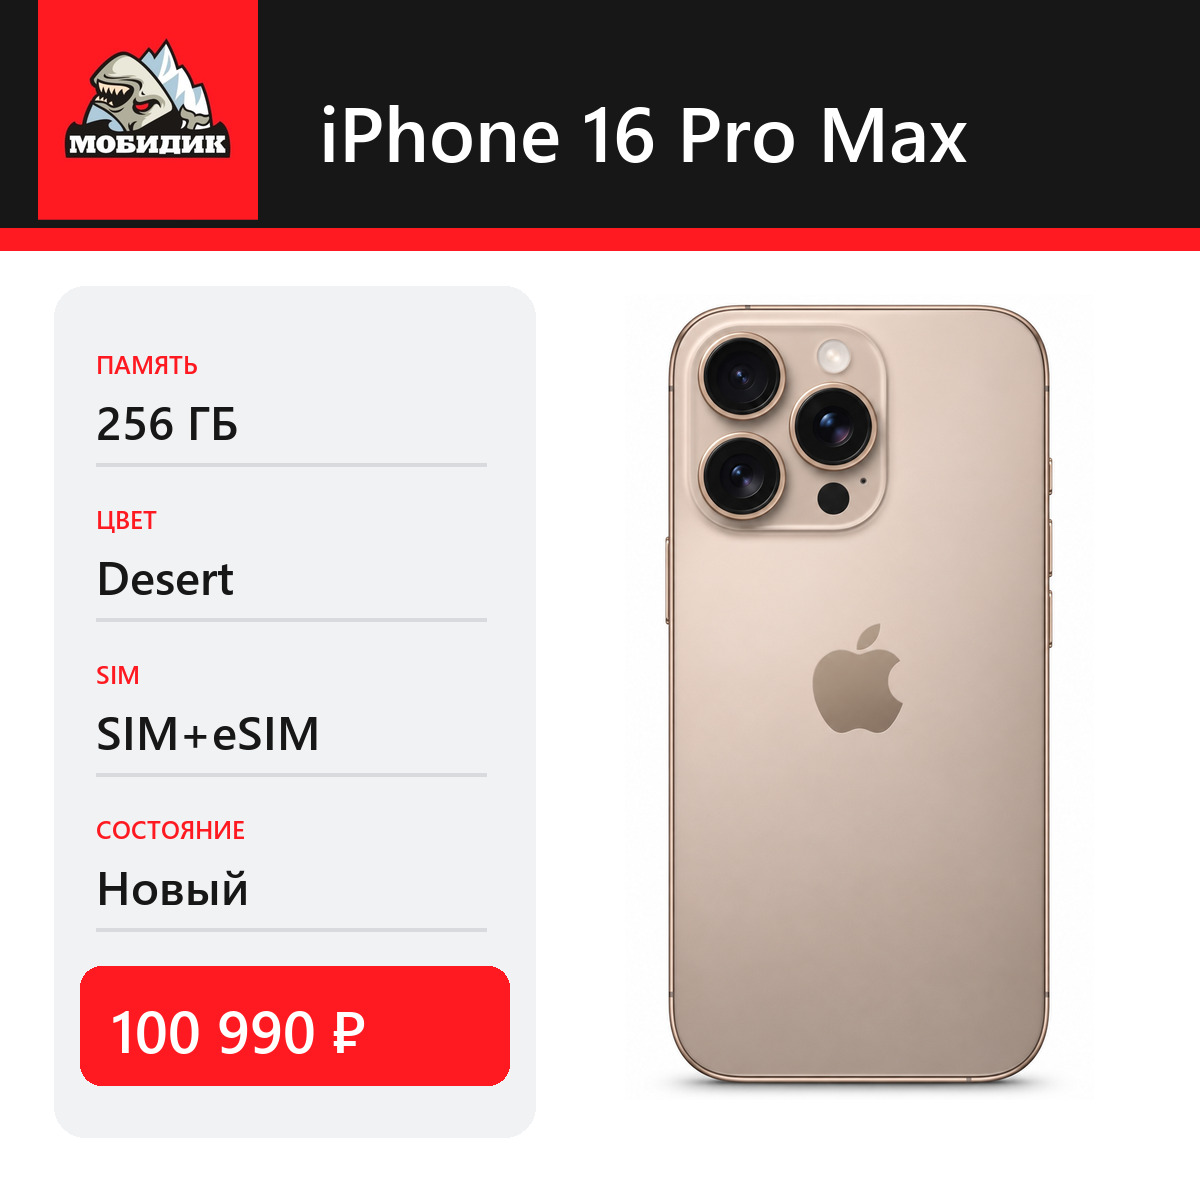 МОБИДИК
iPhone 16 Pro Max
ПАМЯТЬ
256 ГБ
ЦВЕТ
Desert
SIM
SIM+eSIM
СОСТОЯНИЕ
Новый
100 990 ₽